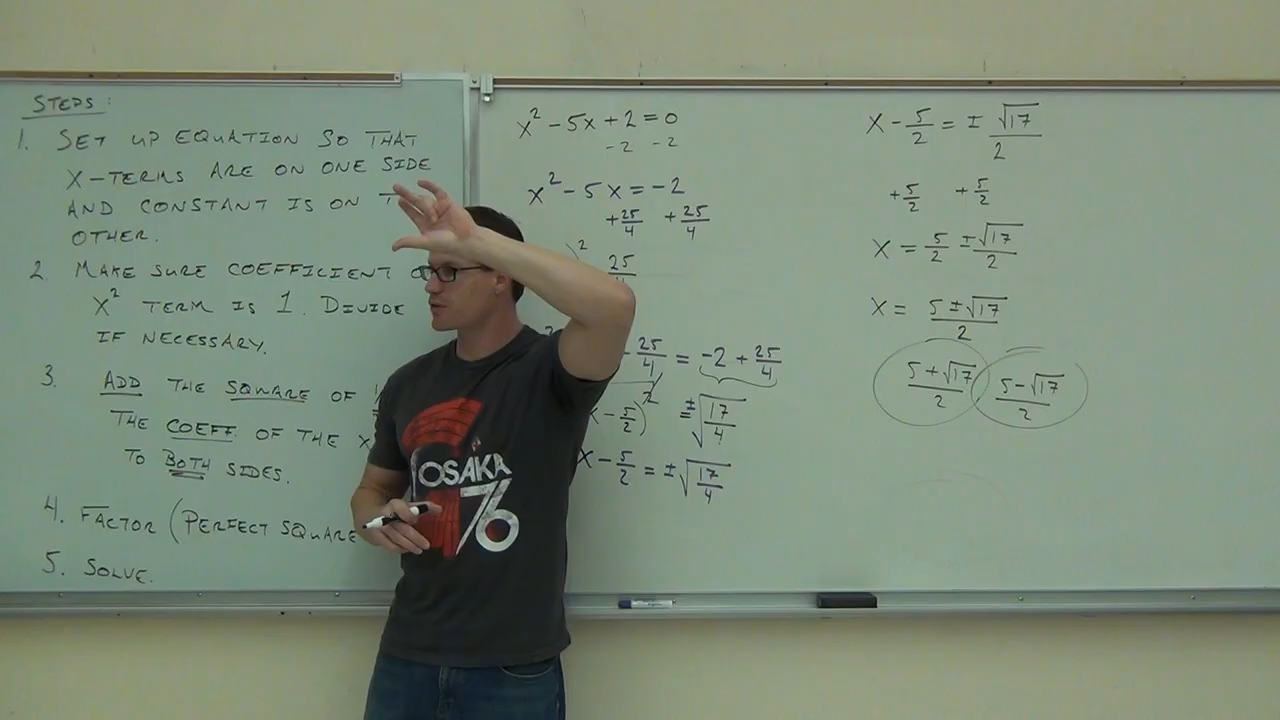 STEPS:
1. SET UP EQUATION SO THAT
X-TERMS ARE ON ONE SIDE
AND CONSTANT IS ON
OTHER.
2. MAKE SURE COEFFICIENT
X² TERM IS 1. DIVIDE
IF NECESSARY.
3. ADD THE SQUARE OF
THE COEFF. OF THE X
TO BOTH SIDES.
4. FACTOR (PERFECT SQUARE
5. SOLVE.
x² - 5x + 2 = 0
-2 -2
x² - 5x = -2
+25/4 +25/4
25
25/4 = -2 + 25/4
x - 5/2)² = ±√17/4
x - 5/2 = ±√17/4
x - 5/2 = ± √17/2
+5/2 +5/2
x = 5/2 ± √17/2
x = 5±√17/2
5+√17/2 5-√17/2
OSAKA
76